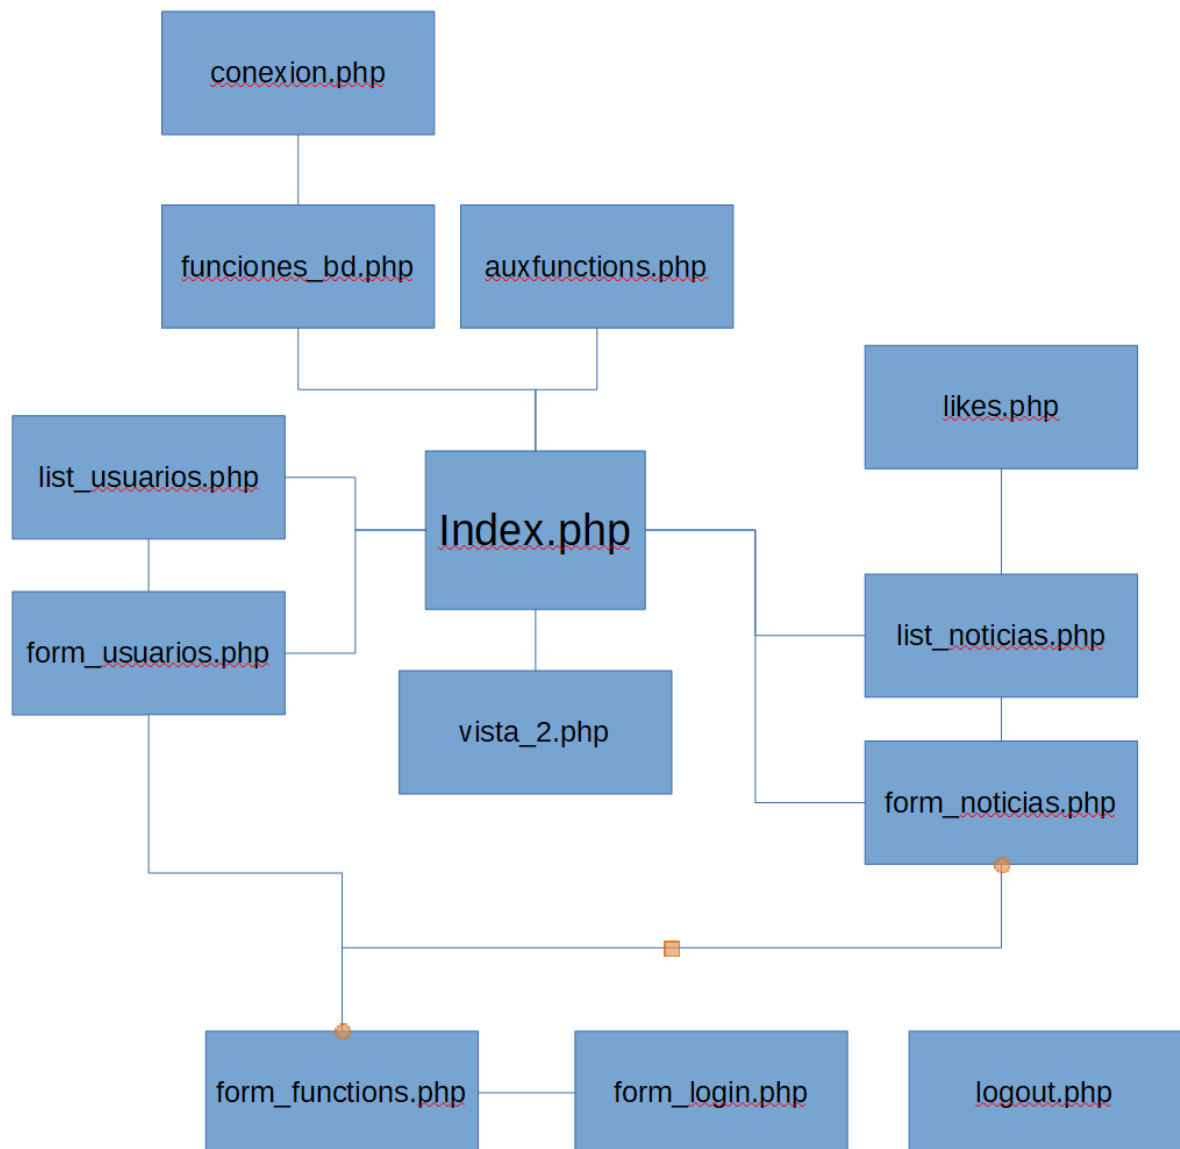 conexion.php
funciones_bd.php
auxfunctions.php
likes.php
list_usuarios.php
Index.php
list_noticias.php
form_usuarios.php
vista_2.php
form_noticias.php
form_functions.php
form_login.php
logout.php